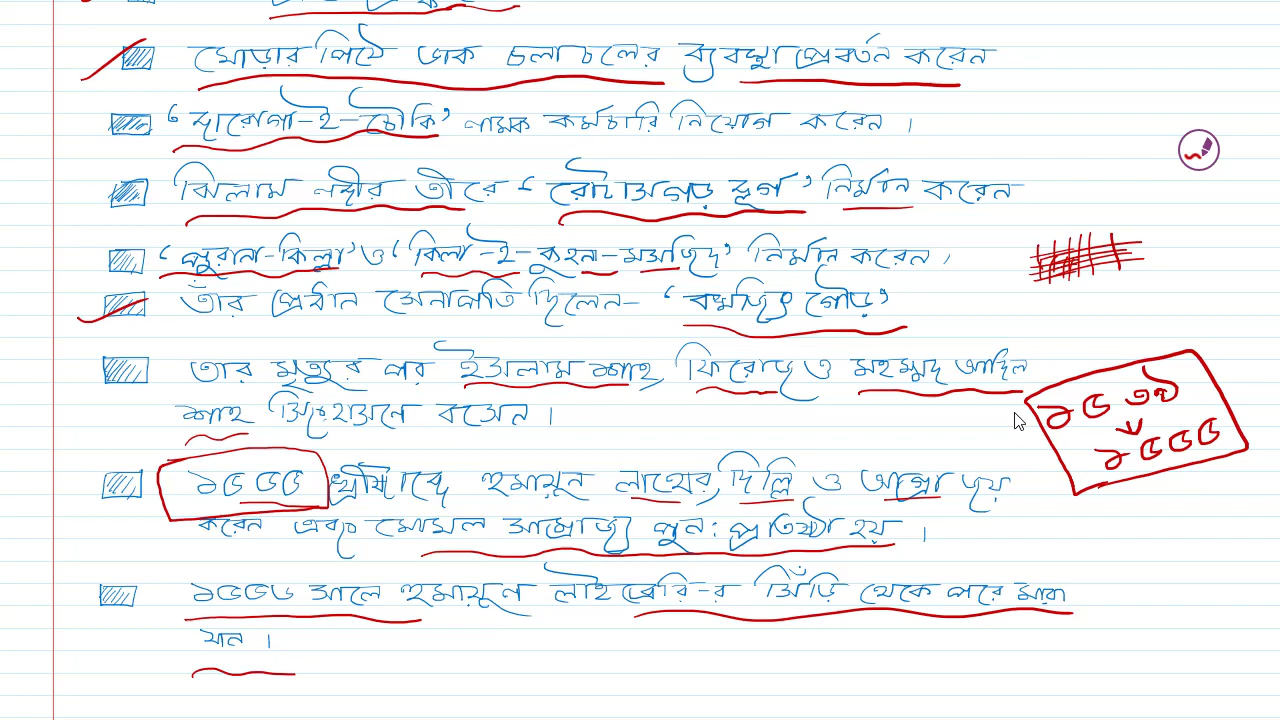 ঘোড়ার পিঠে ডাক চলাচলের ব্যবস্থা প্রবর্তন করেন
'দারোগা-ই-চৌকি' নামক কর্মচারি নিয়োগ করেন।
ঝিলাম নদীর তীরে 'রোটাসগড় দুর্গ' নির্মান করেন
'পুরানা-কিল্লা' ও 'কিলা-ই-কুহন-মসজিদ' নির্মান করেন।
তাঁর প্রধান সেনাপতি ছিলেন- 'ব্রহ্মজিৎ গৌড়'
তার মৃত্যুর পর ইসলাম শাহ, ফিরোজ ও মহম্মদ আদিল
শাহ সিংহাসনে বসেন।
১৫৩৯
১৫৫৫
১৫৫৫ খ্রীষ্টাব্দে হুমায়ুন লাহোর, দিল্লি ও আগ্রা জয়
করেন এবং মোঘল সাম্রাজ্য পুন: প্রতিষ্ঠা হয়।
১৫৫৬ সালে হুমায়ুন লাইব্রেরি-র সিঁড়ি থেকে পরে মারা
যান।